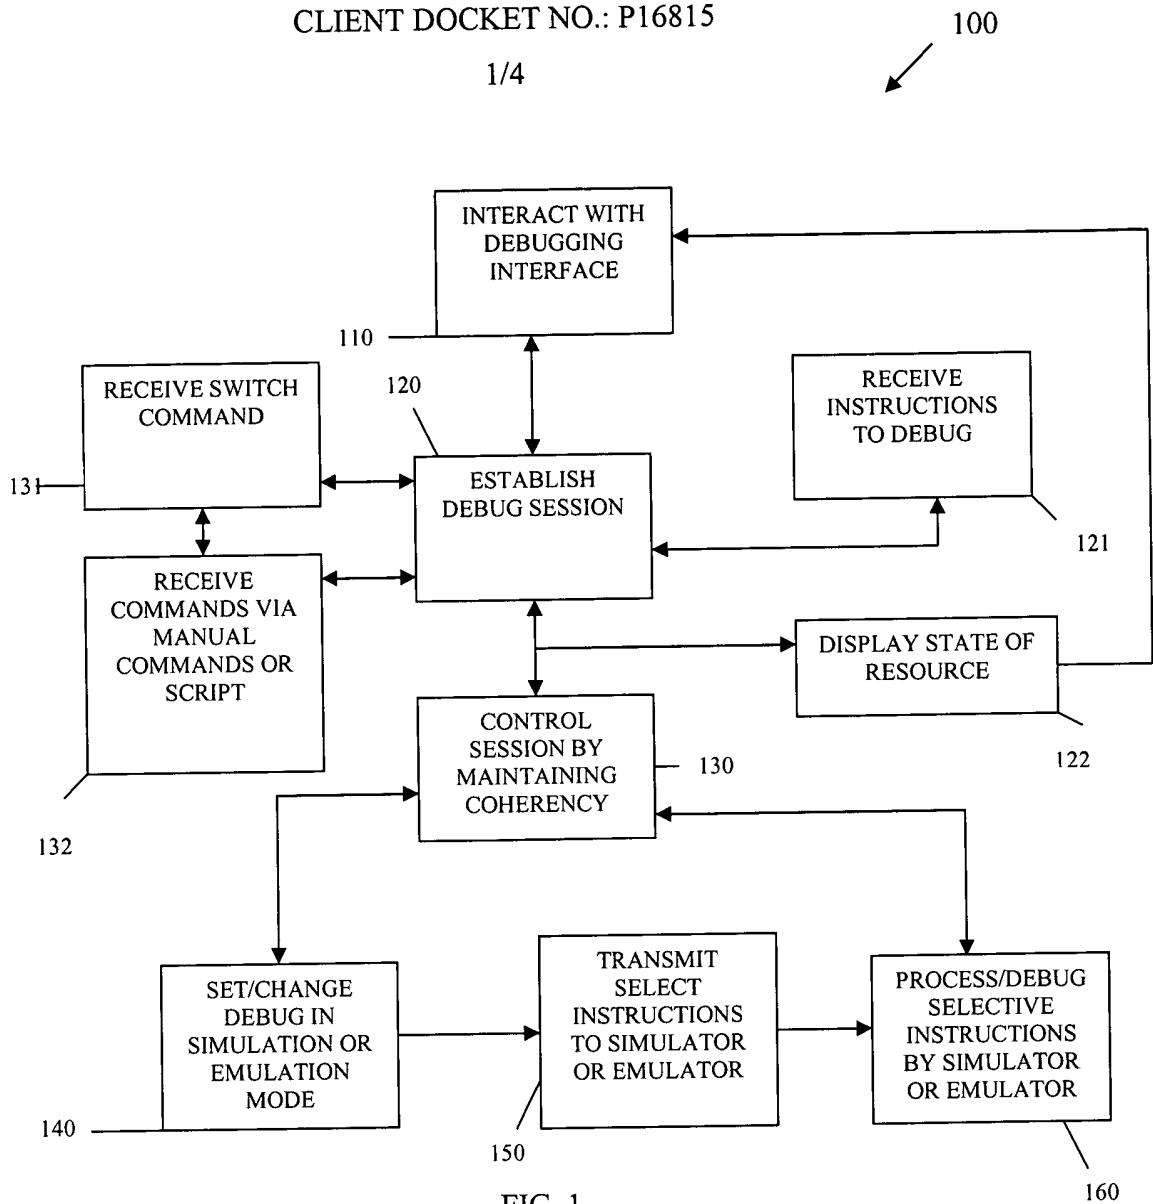 CLIENT DOCKET NO.: P16815
100
1/4
INTERACT WITH
DEBUGGING
INTERFACE
110
RECEIVE SWITCH
COMMAND
131
120
ESTABLISH
DEBUG SESSION
RECEIVE
INSTRUCTIONS
TO DEBUG
121
RECEIVE
COMMANDS VIA
MANUAL
COMMANDS OR
SCRIPT
132
DISPLAY STATE OF
RESOURCE
122
CONTROL
SESSION BY
MAINTAINING
COHERENCY
130
SET/CHANGE
DEBUG IN
SIMULATION OR
EMULATION
MODE
140
TRANSMIT
SELECT
INSTRUCTIONS
TO SIMULATOR
OR EMULATOR
150
PROCESS/DEBUG
SELECTIVE
INSTRUCTIONS
BY SIMULATOR
OR EMULATOR
160
FIG. 1